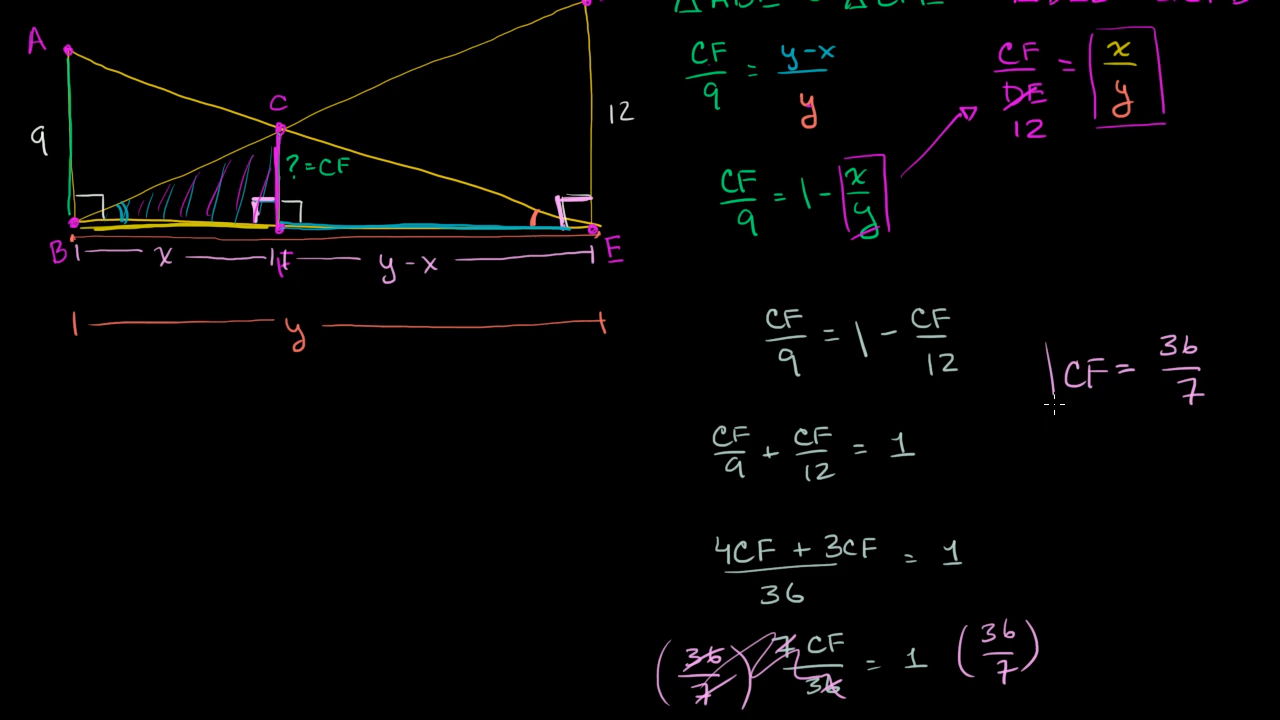 A
C
9
12
? = CF
B
x
F
y - x
E
y
CF/9 = y-x/y
CF/DE = x/y
12
CF/9 = 1 - x/y
CF/9 = 1 - CF/12
CF = 36/7
CF/9 + CF/12 = 1
4CF + 3CF/36 = 1
(36/7) 7CF/36 = 1 (36/7)